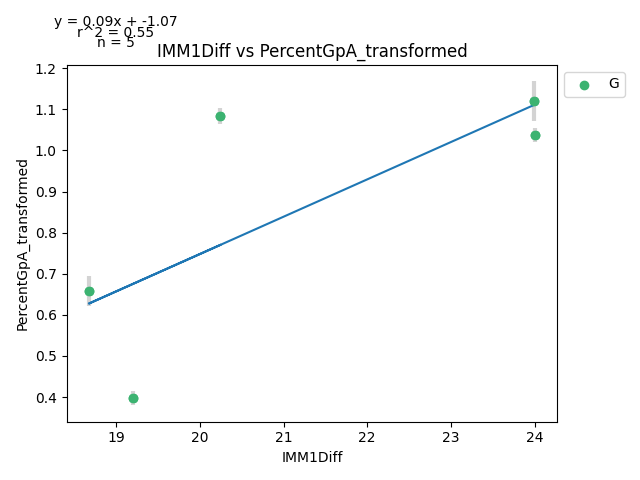 y = 0.09x + -1.07
r^2 = 0.55
n = 5
IMM1Diff vs PercentGpA_transformed
G
1.2
1.1
1.0
0.9
0.8
0.7
0.6
0.5
0.4
PercentGpA_transformed
19 20 21 22 23 24
IMM1Diff